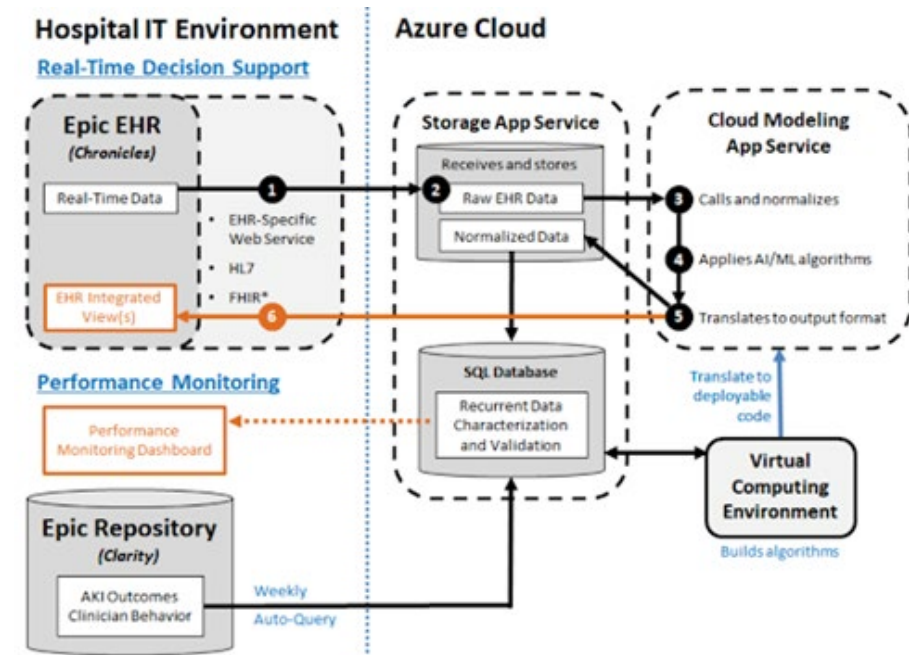 Hospital IT Environment
Azure Cloud
Real-Time Decision Support
Epic EHR
(Chronicles)
Real-Time Data
1
• EHR-Specific
Web Service
• HL7
• FHIR*
EHR Integrated
View(s)
6
Storage App Service
Receives and stores
2
Raw EHR Data
Normalized Data
Cloud Modeling
App Service
3 Calls and normalizes
4 Applies AI/ML algorithms
5 Translates to output format
Performance Monitoring
Performance
Monitoring Dashboard
SQL Database
Recurrent Data
Characterization
and Validation
Translate to
deployable
code
Virtual
Computing
Environment
Builds algorithms
Epic Repository
(Clarity)
AKI Outcomes
Clinician Behavior
Weekly
Auto-Query